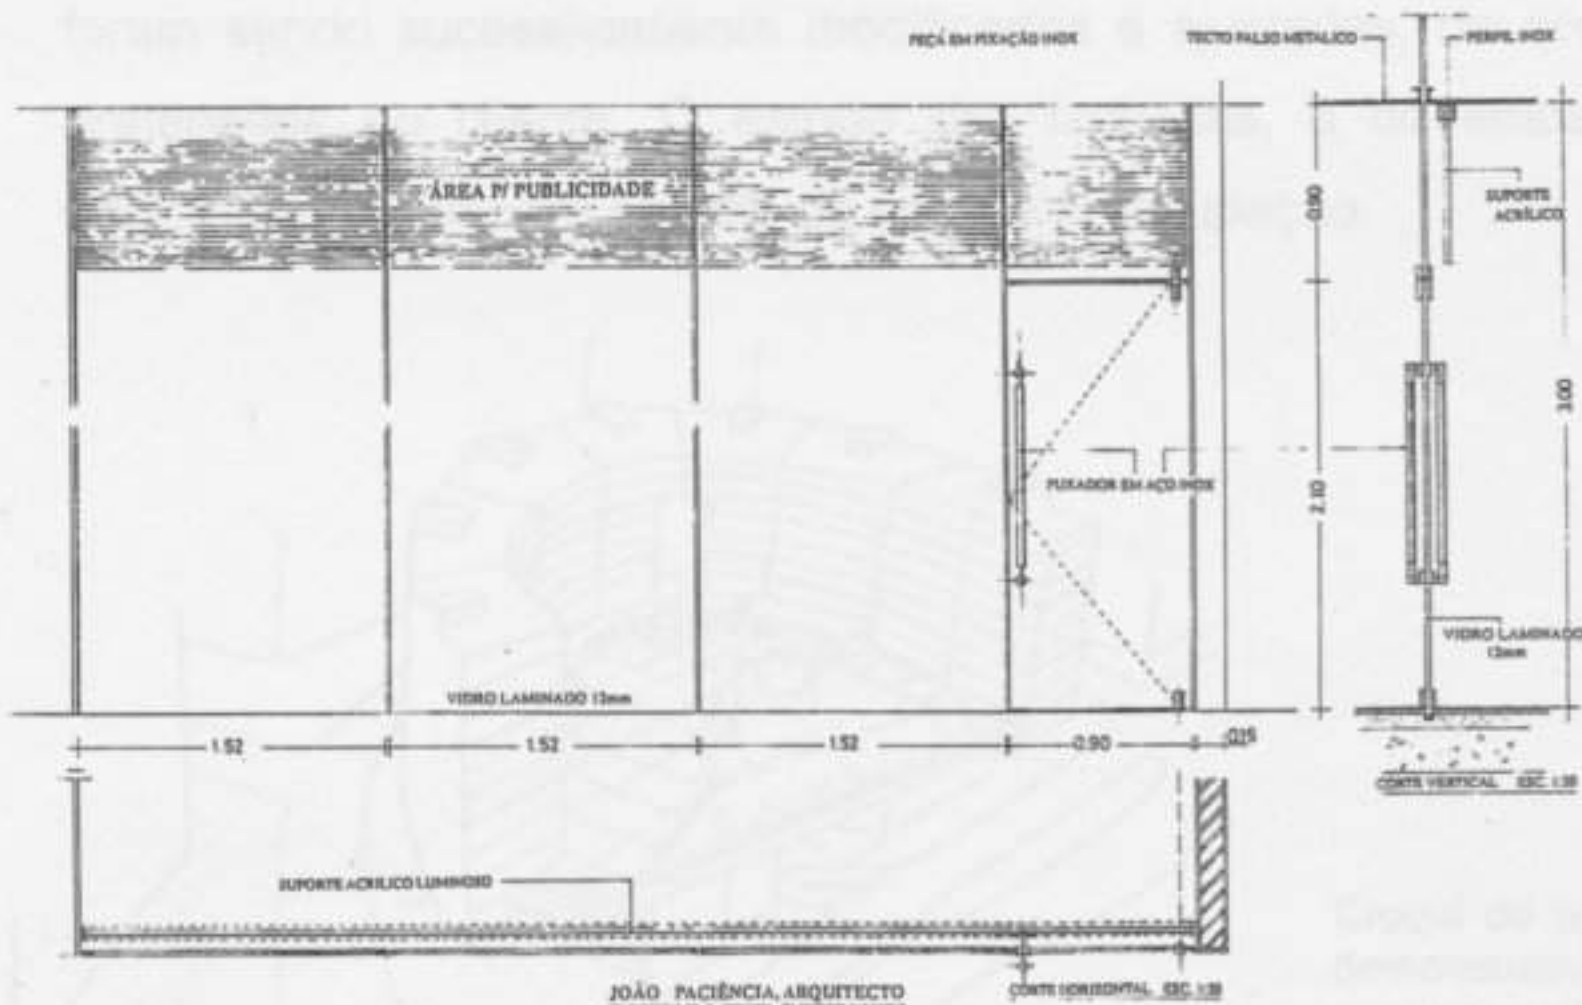 PEÇA EM FIXAÇÃO INOX
TECTO FALSO METALICO
PERFIL INOX
ÁREA P/ PUBLICIDADE
0.90
SUPORTE
ACRÍLICO
3.00
PUXADOR EM AÇO INOX
2.10
VIDRO LAMINADO
12mm
VIDRO LAMINADO 12mm
1.52
1.52
1.52
0.90
0.15
CORTE VERTICAL ESC. 1:20
SUPORTE ACRILICO LUMINOSO
JOÃO PACIÊNCIA, ARQUITECTO
CORTE HORIZONTAL ESC. 1:20